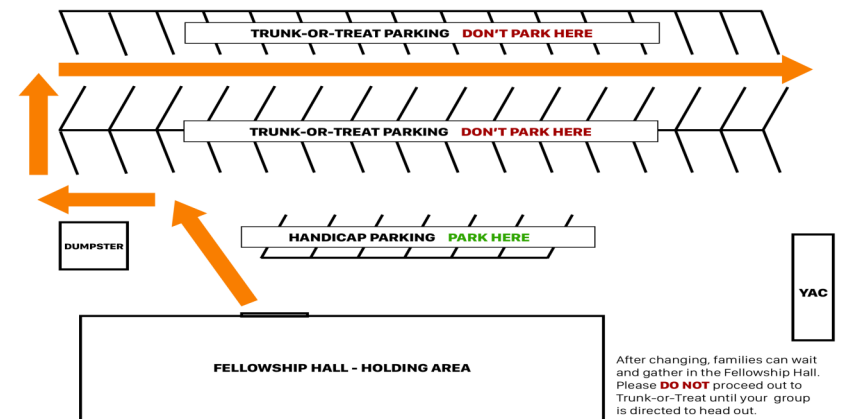 TRUNK-OR-TREAT PARKING DON'T PARK HERE
TRUNK-OR-TREAT PARKING DON'T PARK HERE
HANDICAP PARKING PARK HERE
DUMPSTER
YAC
FELLOWSHIP HALL - HOLDING AREA
After changing, families can wait
and gather in the Fellowship Hall.
Please DO NOT proceed out to
Trunk-or-Treat until your group
is directed to head out.